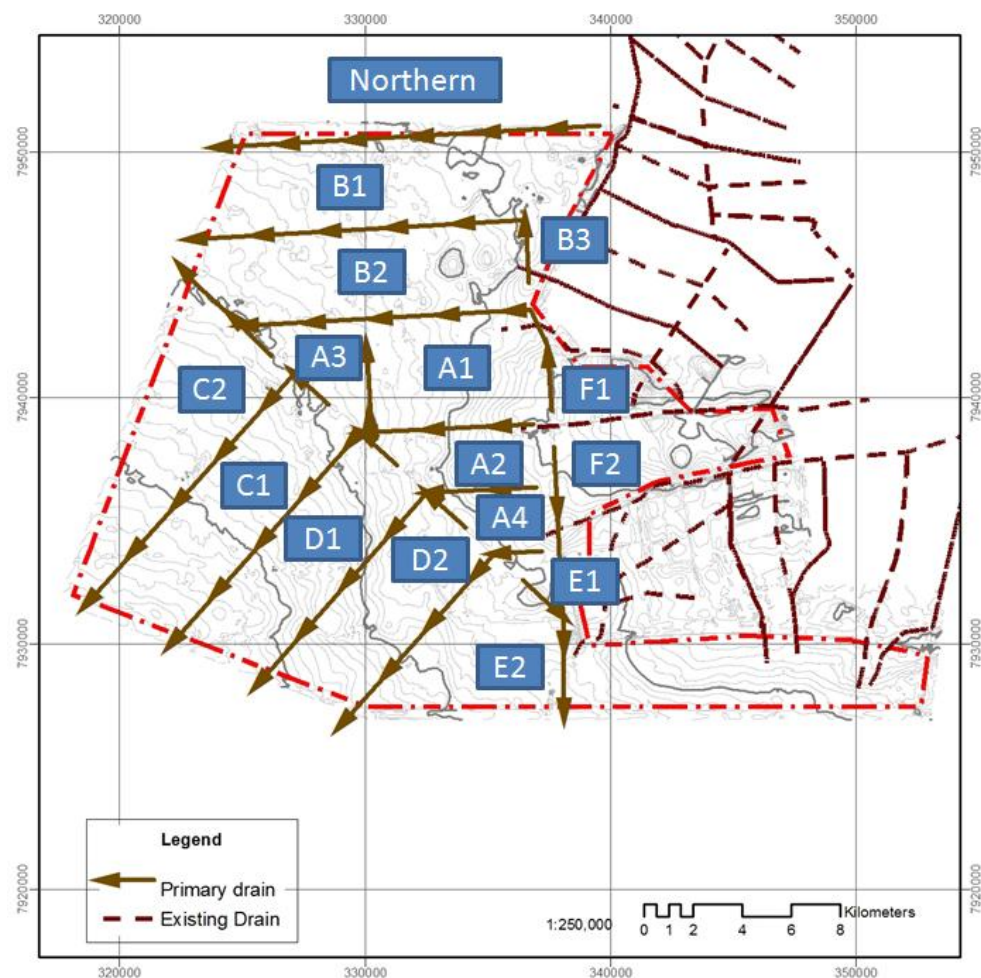 320000 330000 340000 350000
Northern
7950000 7950000
B1
B3
B2
A3 A1
C2 F1
7940000 7940000
A2 F2
C1
A4
D1 D2
E1
7930000 7930000
E2
Legend
Primary drain
Existing Drain
7920000 7920000
1:250,000
Kilometers
0 1 2 4 6 8
320000 330000 340000 350000